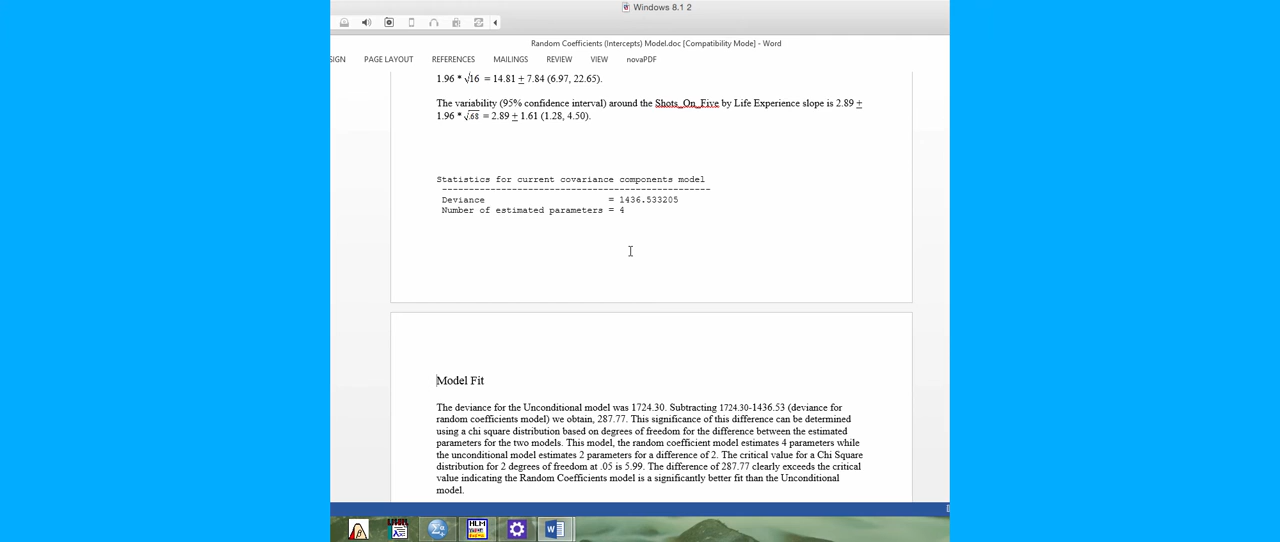 Windows 8.1 2
Random Coefficients (Intercepts) Model.doc [Compatibility Mode] - Word
SIGN PAGE LAYOUT REFERENCES MAILINGS REVIEW VIEW novaPDF
1.96 * √16 = 14.81 ± 7.84 (6.97, 22.65).
The variability (95% confidence interval) around the Shots_On_Five by Life Experience slope is 2.89 ±
1.96 * √.68 = 2.89 ± 1.61 (1.28, 4.50).
Statistics for current covariance components model
--------------------------------------------------
Deviance = 1436.533205
Number of estimated parameters = 4
Model Fit
The deviance for the Unconditional model was 1724.30. Subtracting 1724.30-1436.53 (deviance for
random coefficients model) we obtain, 287.77. This significance of this difference can be determined
using a chi square distribution based on degrees of freedom for the difference between the estimated
parameters for the two models. This model, the random coefficient model estimates 4 parameters while
the unconditional model estimates 2 parameters for a difference of 2. The critical value for a Chi Square
distribution for 2 degrees of freedom at .05 is 5.99. The difference of 287.77 clearly exceeds the critical
value indicating the Random Coefficients model is a significantly better fit than the Unconditional
model.
HLM